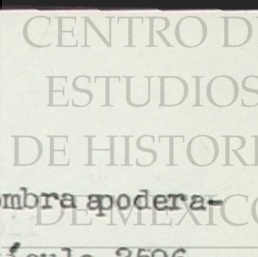 CENTRO D
ESTUDIOS
DE HISTORI
ombra apodera-
DE MEXICO